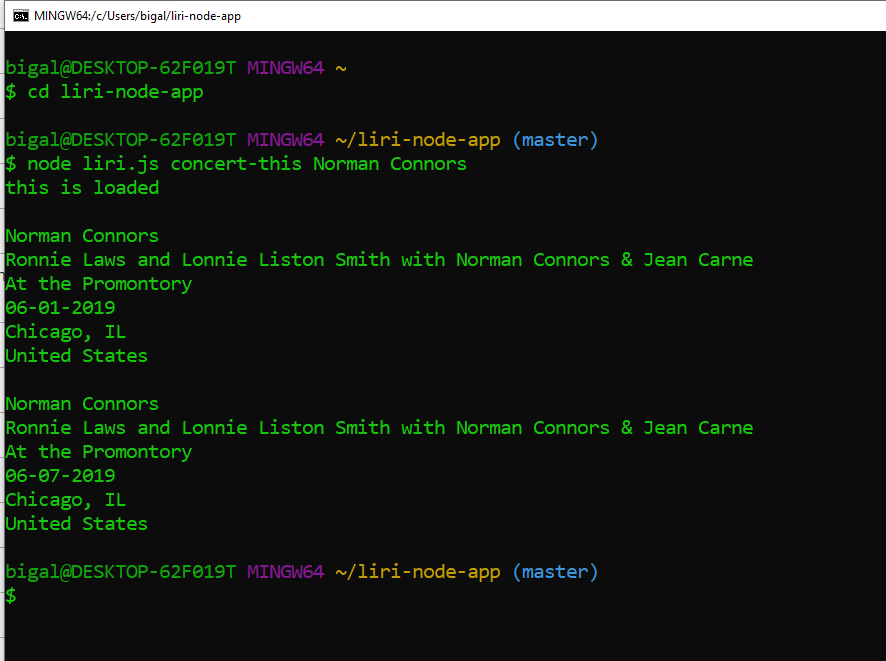 MINGW64:/c/Users/bigal/liri-node-app
bigal@DESKTOP-62F019T MINGW64 ~
$ cd liri-node-app
bigal@DESKTOP-62F019T MINGW64 ~/liri-node-app (master)
$ node liri.js concert-this Norman Connors
this is loaded
Norman Connors
Ronnie Laws and Lonnie Liston Smith with Norman Connors & Jean Carne
At the Promontory
06-01-2019
Chicago, IL
United States
Norman Connors
Ronnie Laws and Lonnie Liston Smith with Norman Connors & Jean Carne
At the Promontory
06-07-2019
Chicago, IL
United States
bigal@DESKTOP-62F019T MINGW64 ~/liri-node-app (master)
$